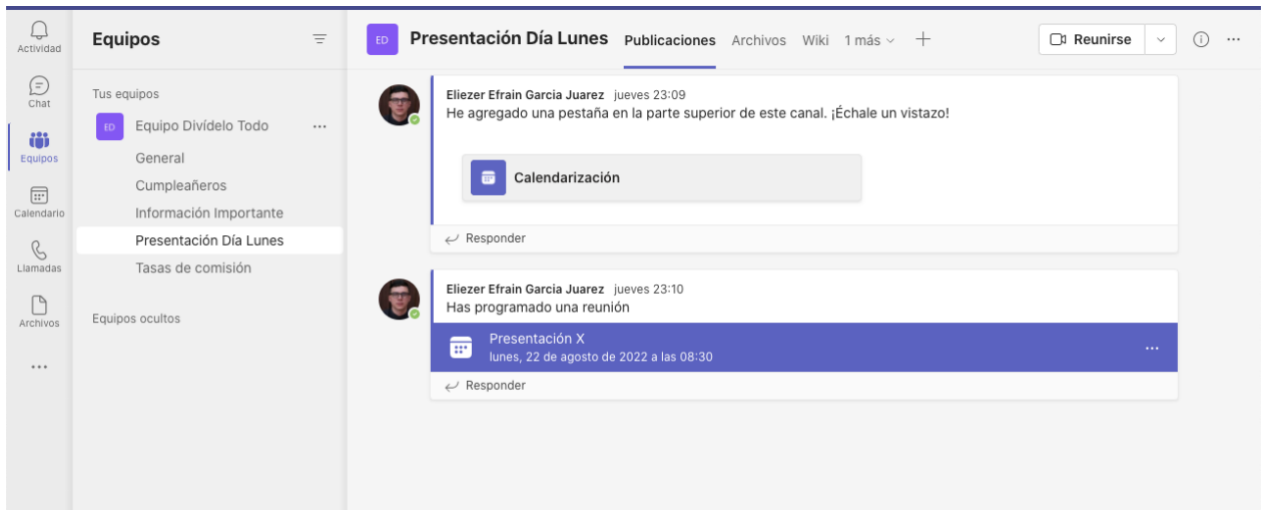 Actividad
Chat
Equipos
Calendario
Llamadas
Archivos
Equipos
Tus equipos
ED Equipo Divídelo Todo
General
Cumpleañeros
Información Importante
Presentación Día Lunes
Tasas de comisión
Equipos ocultos
ED Presentación Día Lunes Publicaciones Archivos Wiki 1 más Reunirse
Eliezer Efrain Garcia Juarez jueves 23:09
He agregado una pestaña en la parte superior de este canal. ¡Échale un vistazo!
Calendarización
Responder
Eliezer Efrain Garcia Juarez jueves 23:10
Has programado una reunión
Presentación X
lunes, 22 de agosto de 2022 a las 08:30
Responder